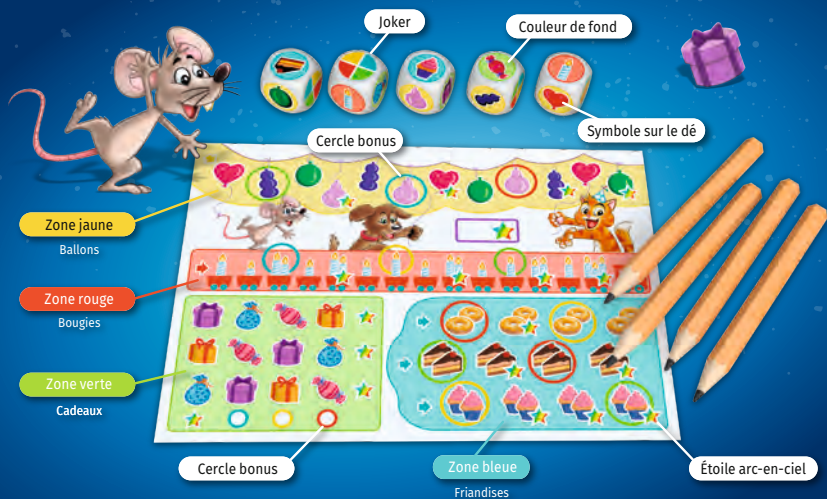 Joker
Couleur de fond
Symbole sur le dé
Cercle bonus
Zone jaune
Ballons
Zone rouge
Bougies
Zone verte
Cadeaux
Cercle bonus
Zone bleue
Friandises
Étoile arc-en-ciel